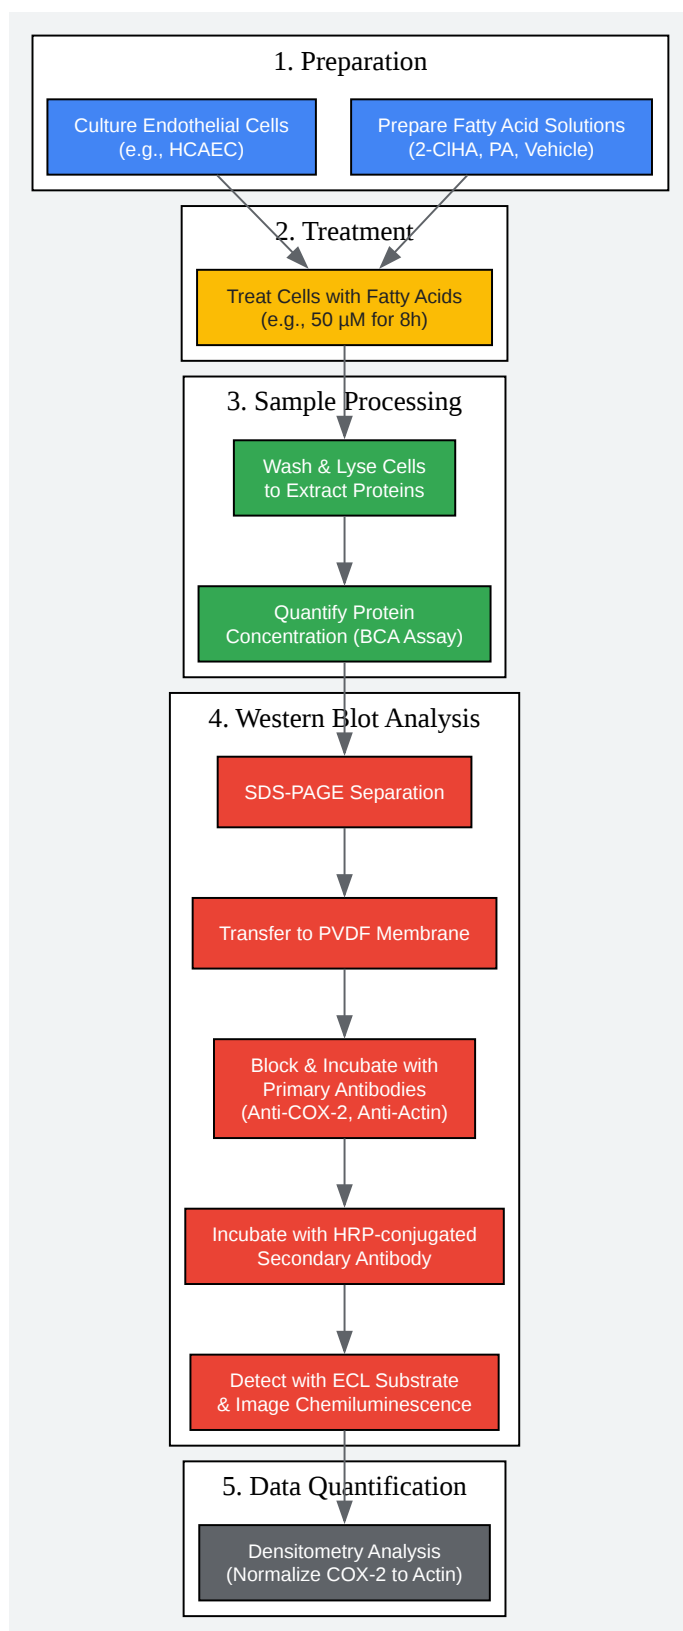 1. Preparation
Culture Endothelial Cells
(e.g., HCAEC)
Prepare Fatty Acid Solutions
(2-ClHA, PA, Vehicle)
2. Treatment
Treat Cells with Fatty Acids
(e.g., 50 µM for 8h)
3. Sample Processing
Wash & Lyse Cells
to Extract Proteins
Quantify Protein
Concentration (BCA Assay)
4. Western Blot Analysis
SDS-PAGE Separation
Transfer to PVDF Membrane
Block & Incubate with
Primary Antibodies
(Anti-COX-2, Anti-Actin)
Incubate with HRP-conjugated
Secondary Antibody
Detect with ECL Substrate
& Image Chemiluminescence
5. Data Quantification
Densitometry Analysis
(Normalize COX-2 to Actin)